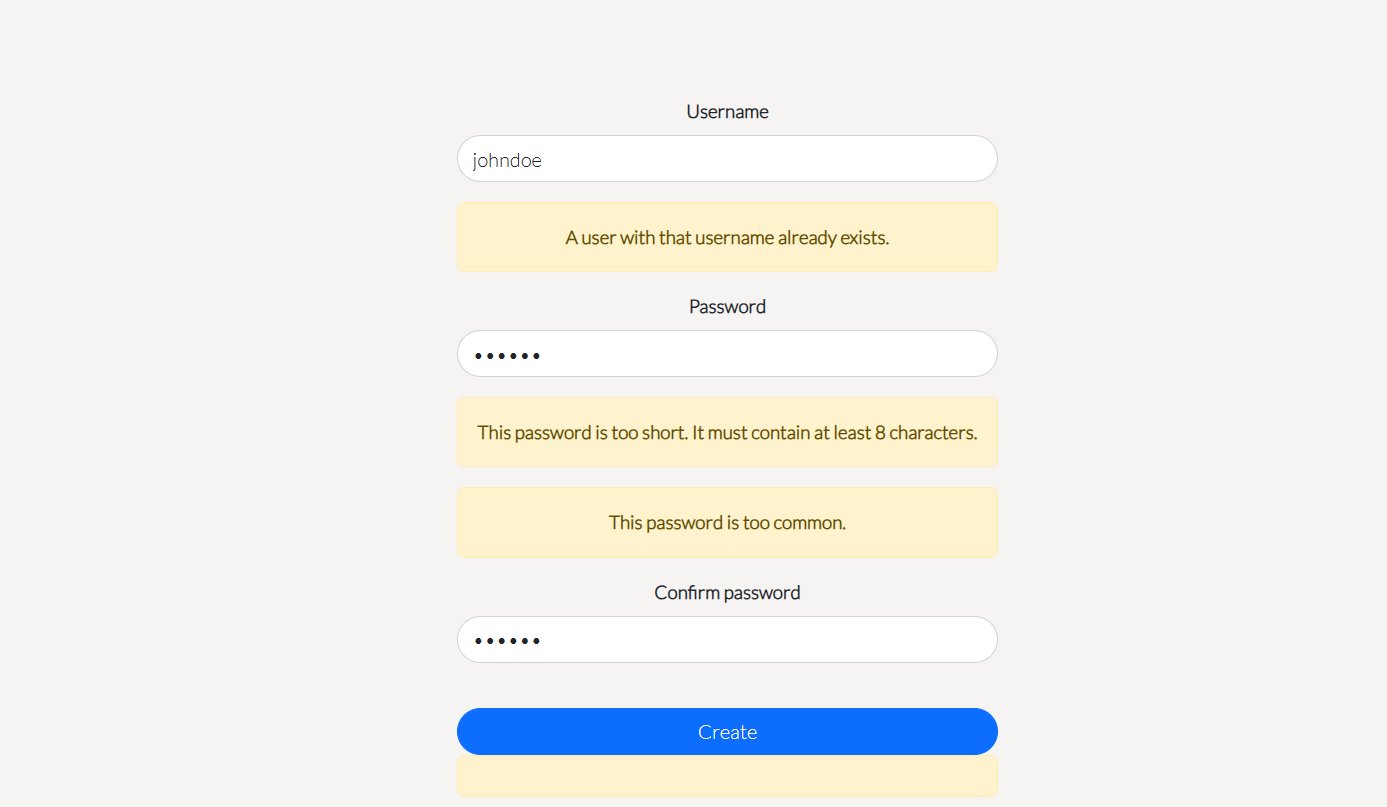 Username
johndoe
A user with that username already exists.
Password
••••••
This password is too short. It must contain at least 8 characters.
This password is too common.
Confirm password
••••••
Create